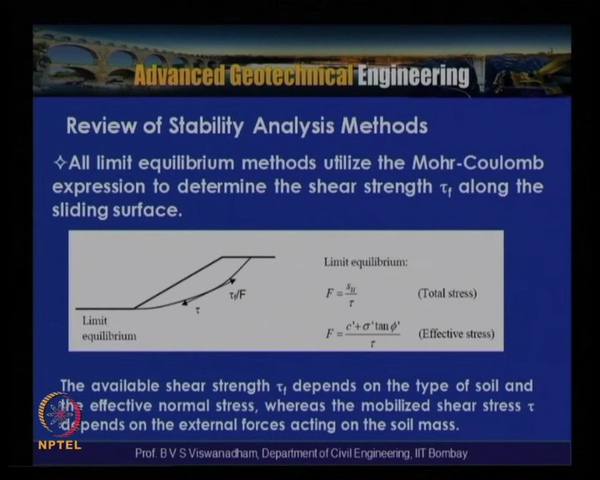 Advanced Geotechnical Engineering
Review of Stability Analysis Methods
✧All limit equilibrium methods utilize the Mohr-Coulomb
expression to determine the shear strength τf along the
sliding surface.
Limit equilibrium:
F = su/τ (Total stress)
F = c'+σ'tan ϕ'/τ (Effective stress)
τf/F
τ
Limit
equilibrium
The available shear strength τf depends on the type of soil and
the effective normal stress, whereas the mobilized shear stress τ
depends on the external forces acting on the soil mass.
NPTEL
Prof. B V S Viswanadham, Department of Civil Engineering, IIT Bombay